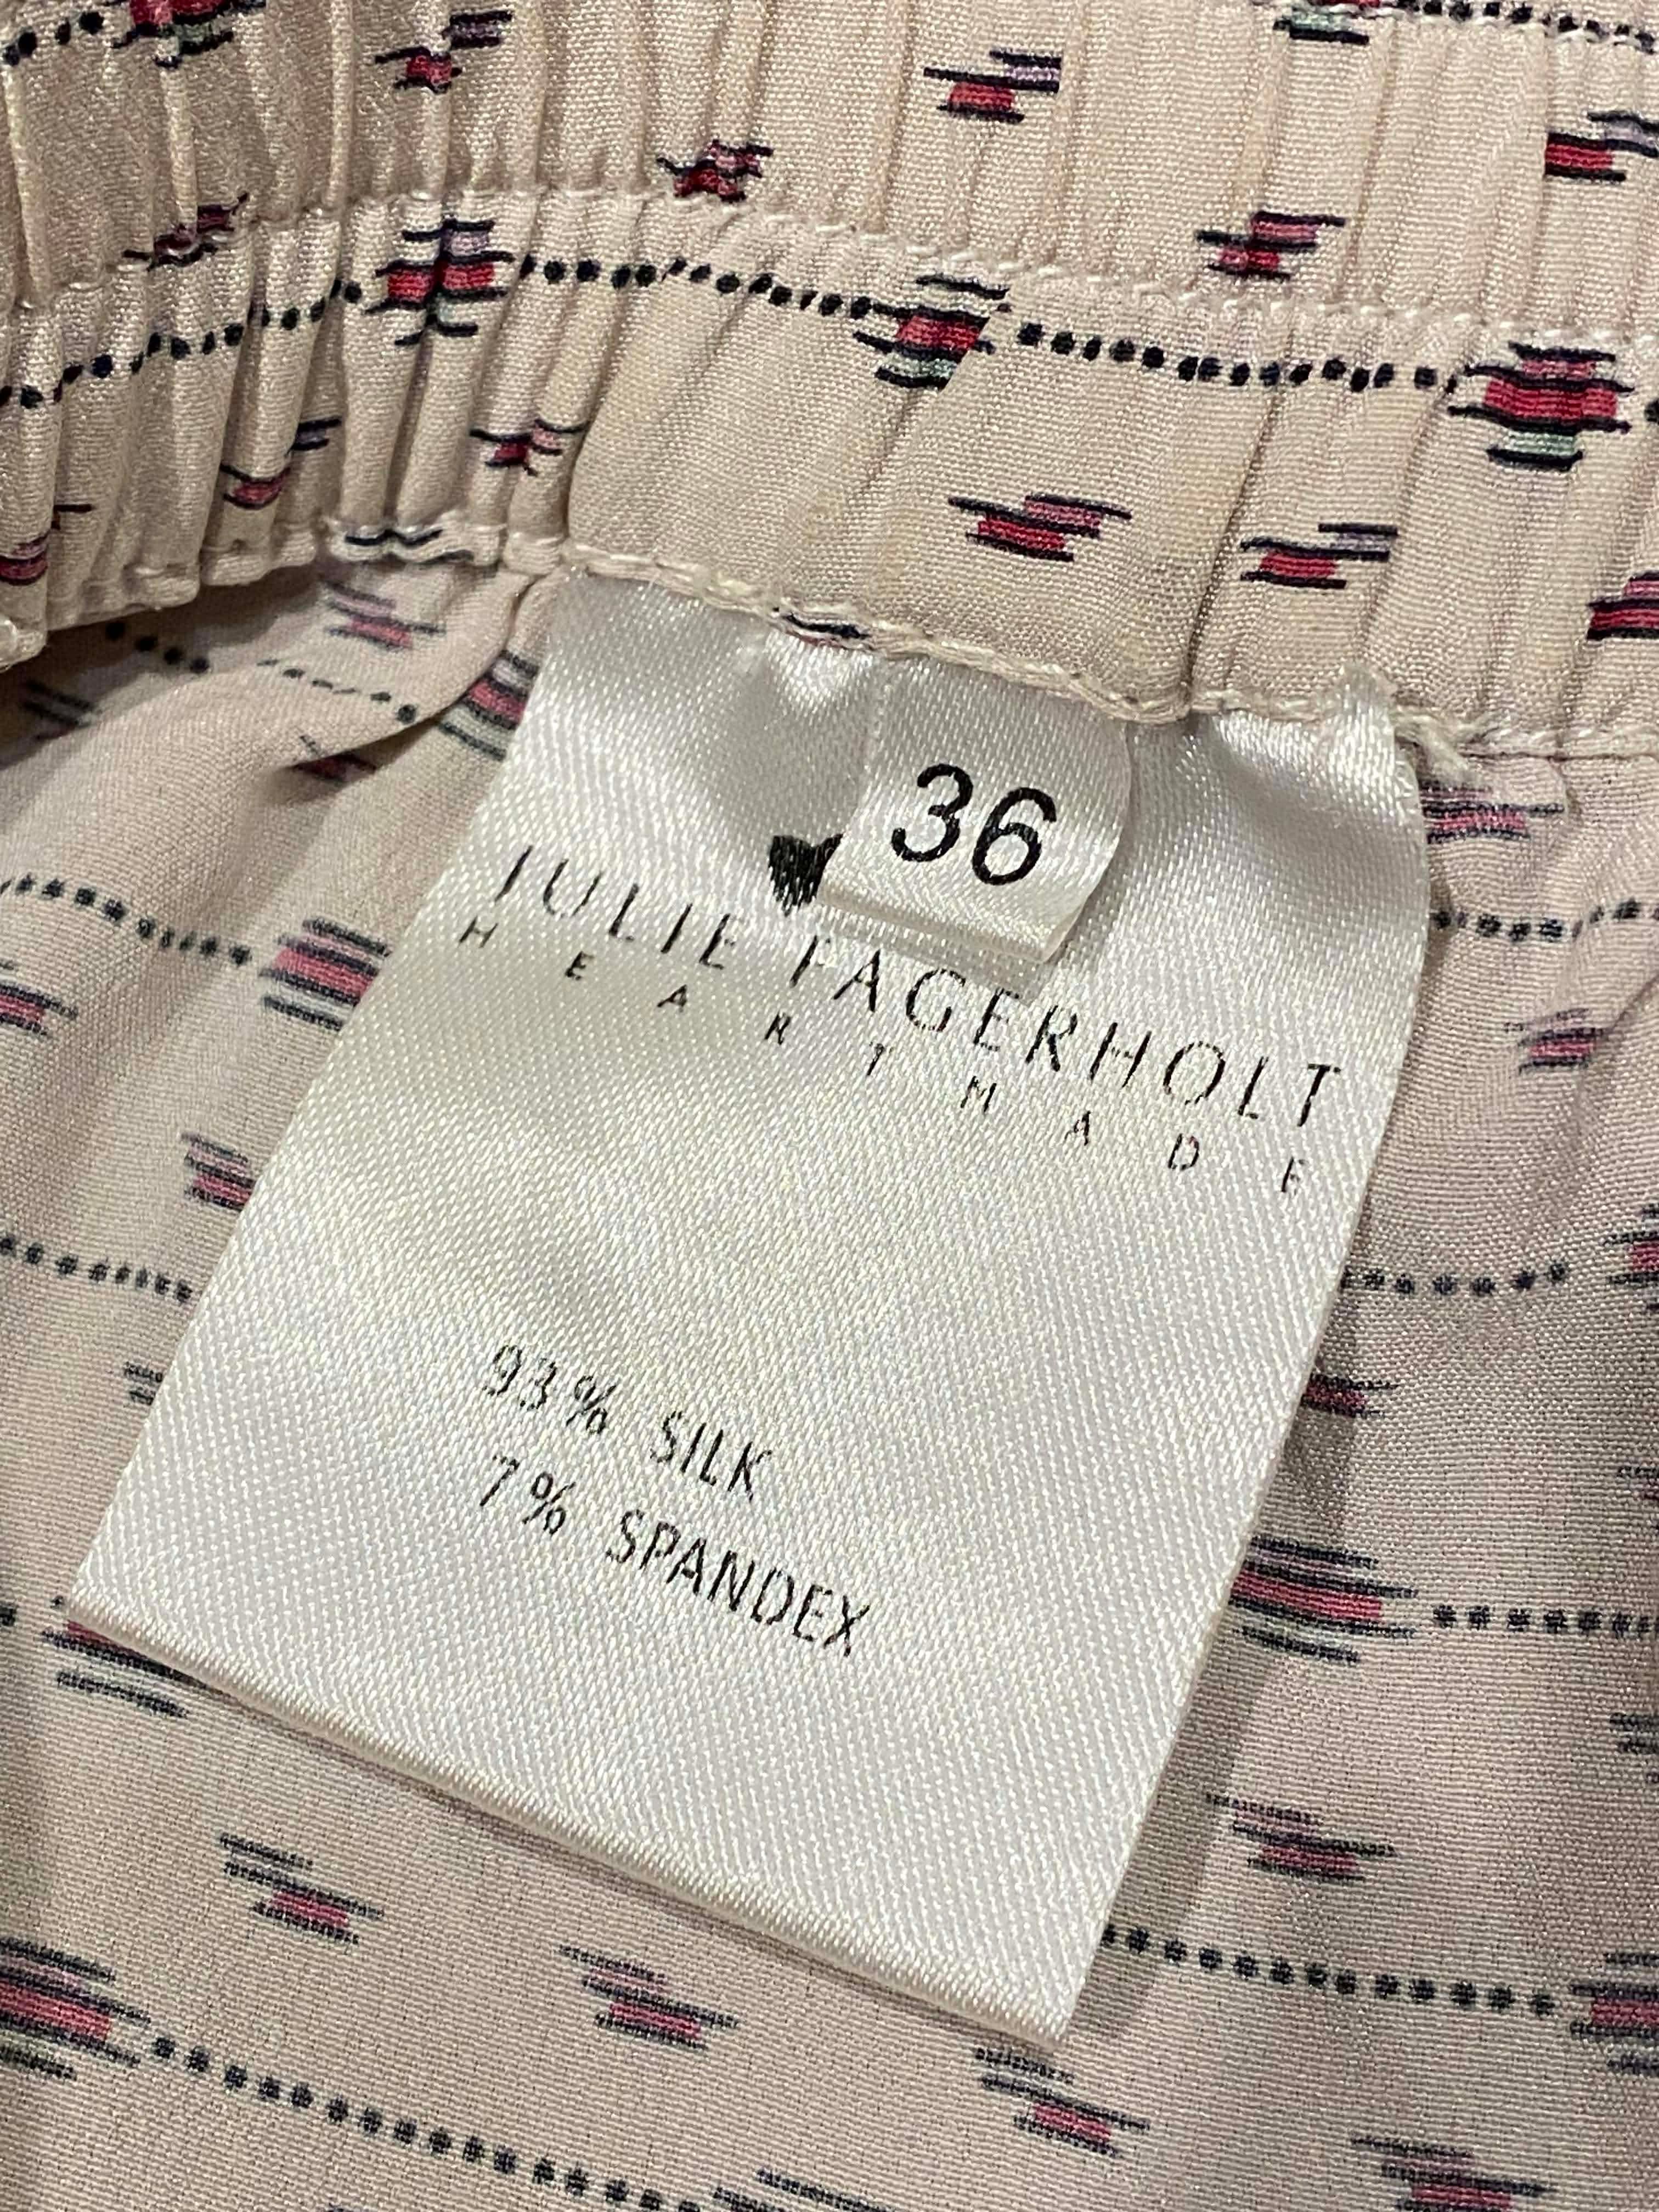 36
JULIE FAGERHOLT
HEARTMADE
93% SILK
7% SPANDEX